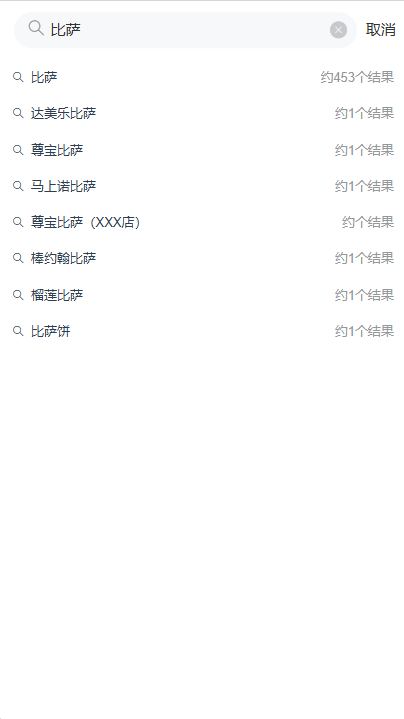 比萨 取消
比萨 约453个结果
达美乐比萨 约1个结果
尊宝比萨 约1个结果
马上诺比萨 约1个结果
尊宝比萨（XXX店） 约个结果
棒约翰比萨 约1个结果
榴莲比萨 约1个结果
比萨饼 约1个结果